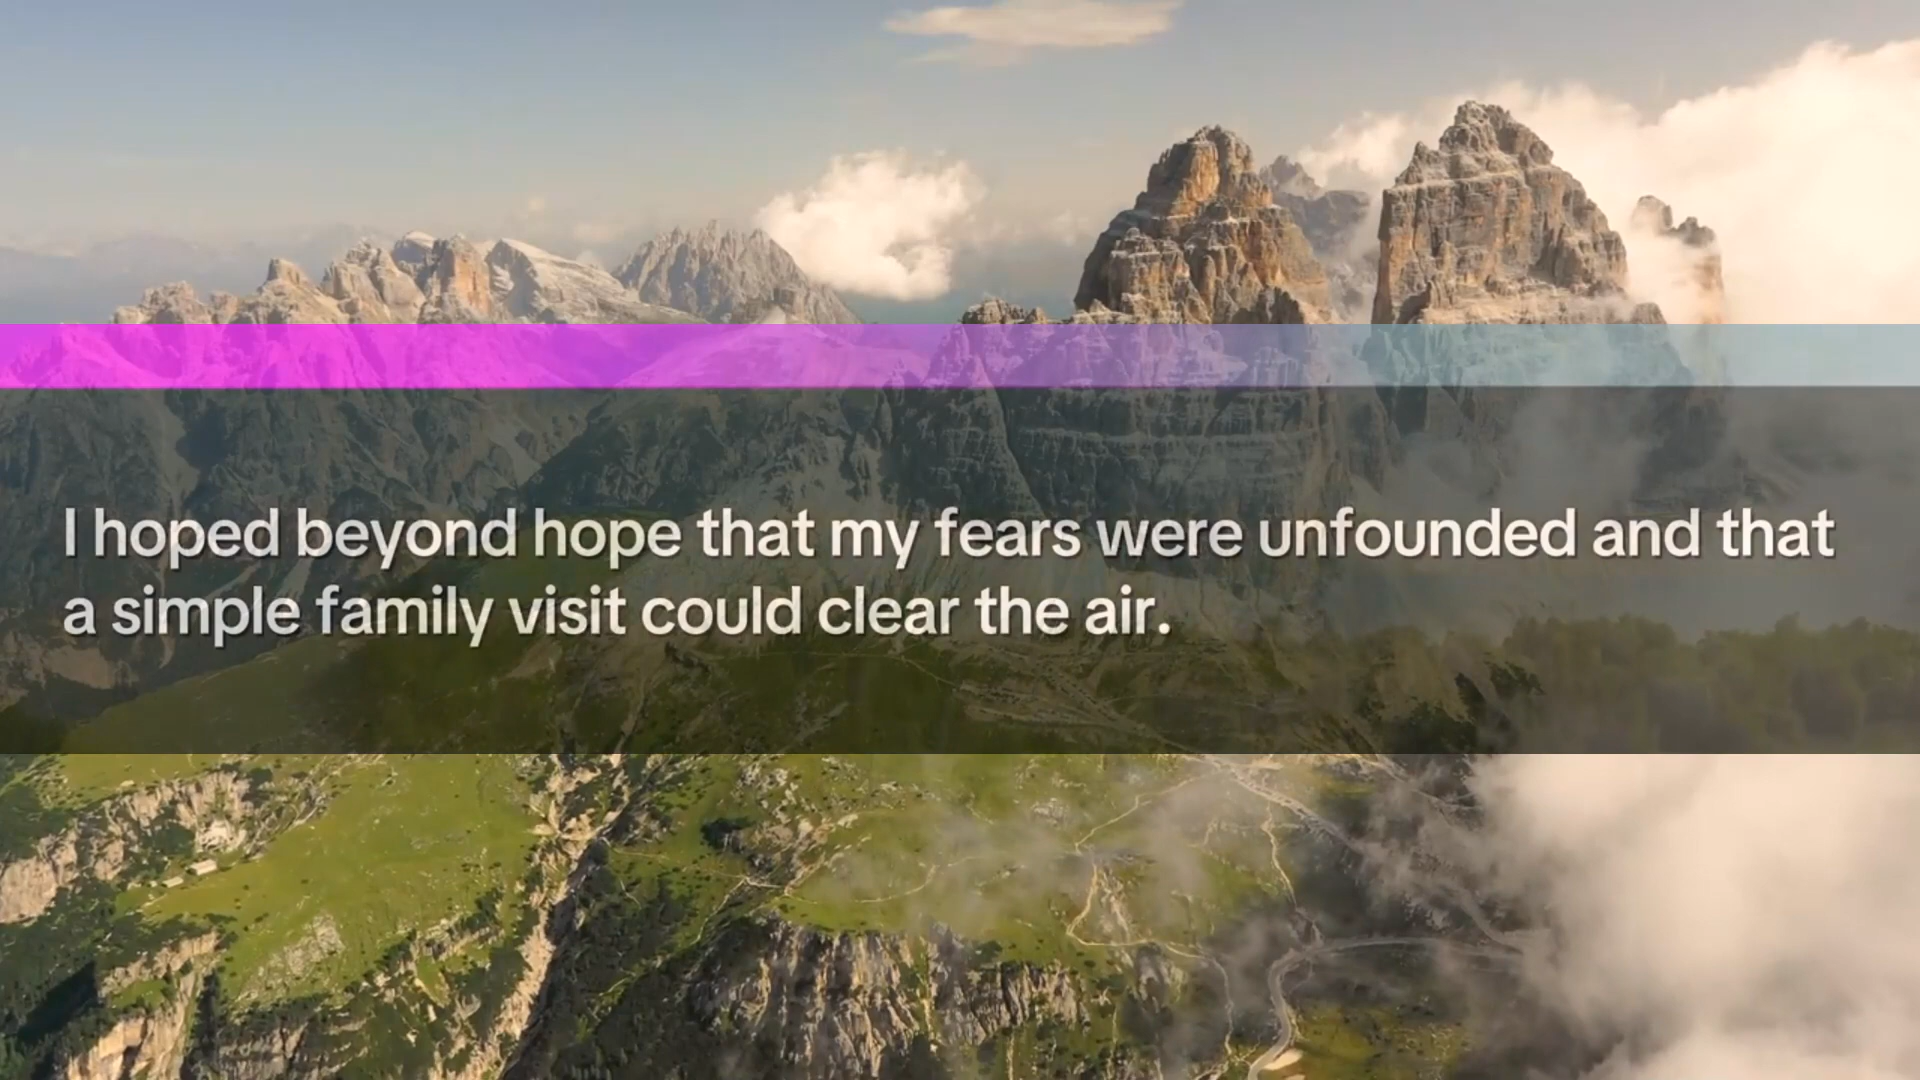 I hoped beyond hope that my fears were unfounded and that
a simple family visit could clear the air.